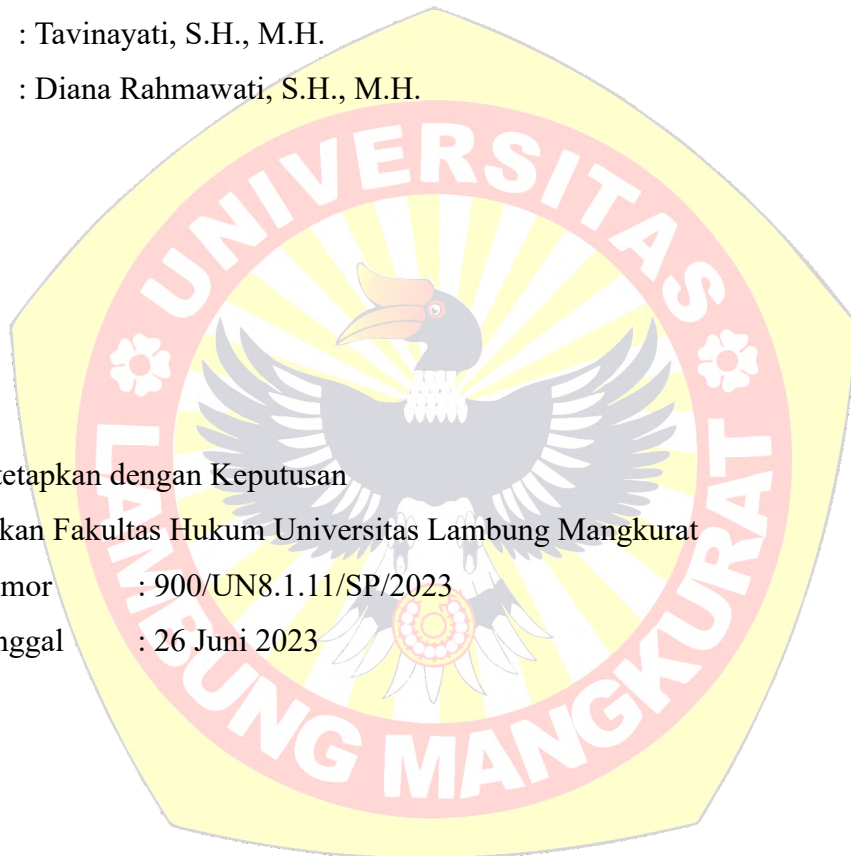 : Tavinayati, S.H., M.H.
: Diana Rahmawati, S.H., M.H.
UNIVERSITAS
LAMBUNG MANGKURAT
tetapkan dengan Keputusan
kan Fakultas Hukum Universitas Lambung Mangkurat
mor : 900/UN8.1.11/SP/2023
nggal : 26 Juni 2023